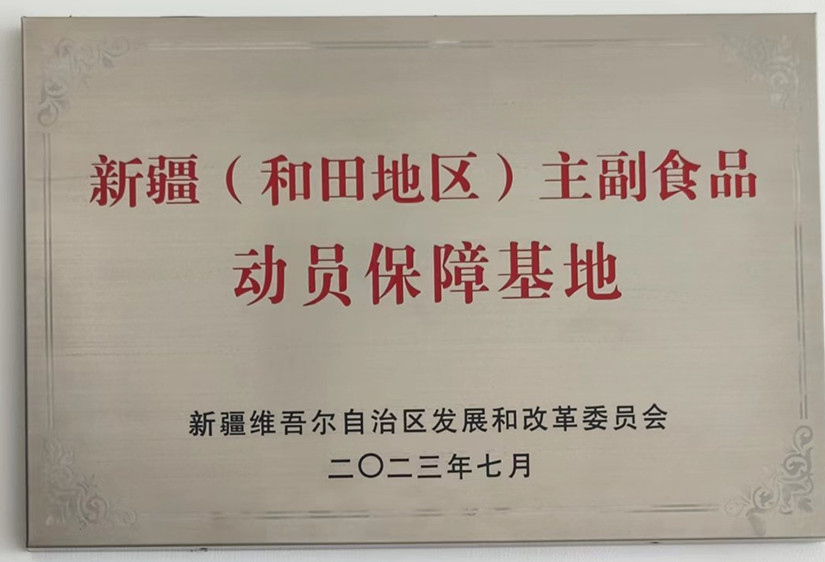 新疆（和田地区）主副食品
动员保障基地
新疆维吾尔自治区发展和改革委员会
二〇二三年七月